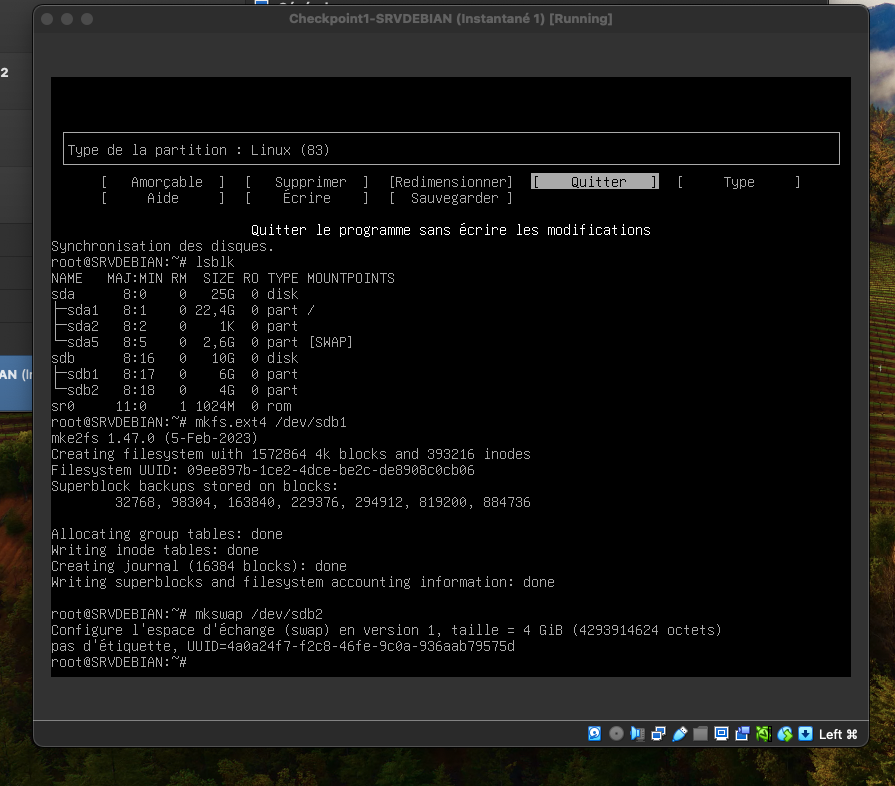 Checkpoint1-SRVDEBIAN (Instantané 1) [Running]
2
AN (In
Type de la partition : Linux (83)
[ Amorçable ] [ Supprimer ] [Redimensionner] [ Quitter ] [ Type ]
[ Aide ] [ Écrire ] [ Sauvegarder ]
Quitter le programme sans écrire les modifications
Synchronisation des disques.
root@SRVDEBIAN:~# lsblk
NAME MAJ:MIN RM SIZE RO TYPE MOUNTPOINTS
sda 8:0 0 25G 0 disk
├─sda1 8:1 0 22,4G 0 part /
├─sda2 8:2 0 1K 0 part
└─sda5 8:5 0 2,6G 0 part [SWAP]
sdb 8:16 0 10G 0 disk
├─sdb1 8:17 0 6G 0 part
└─sdb2 8:18 0 4G 0 part
sr0 11:0 1 1024M 0 rom
root@SRVDEBIAN:~# mkfs.ext4 /dev/sdb1
mke2fs 1.47.0 (5-Feb-2023)
Creating filesystem with 1572864 4k blocks and 393216 inodes
Filesystem UUID: 09ee897b-1ce2-4dce-be2c-de8908c0cb06
Superblock backups stored on blocks:
32768, 98304, 163840, 229376, 294912, 819200, 884736
Allocating group tables: done
Writing inode tables: done
Creating journal (16384 blocks): done
Writing superblocks and filesystem accounting information: done
root@SRVDEBIAN:~# mkswap /dev/sdb2
Configure l'espace d'échange (swap) en version 1, taille = 4 GiB (4293914624 octets)
pas d'étiquette, UUID=4a0a24f7-f2c8-46fe-9c0a-936aab79575d
root@SRVDEBIAN:~#
Left ⌘